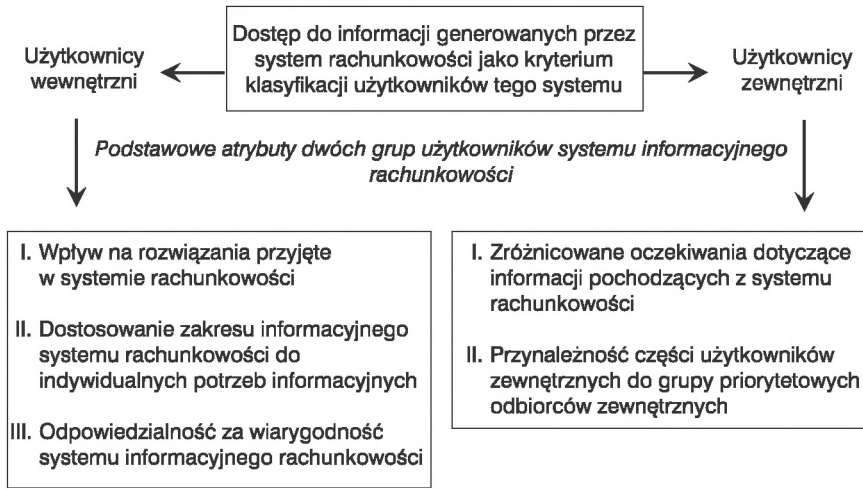 Użytkownicy
wewnętrzni
Dostęp do informacji generowanych przez
system rachunkowości jako kryterium
klasyfikacji użytkowników tego systemu
Użytkownicy
zewnętrzni
Podstawowe atrybuty dwóch grup użytkowników systemu informacyjnego
rachunkowości
I. Wpływ na rozwiązania przyjęte
w systemie rachunkowości
II. Dostosowanie zakresu informacyjnego
systemu rachunkowości do
indywidualnych potrzeb informacyjnych
III. Odpowiedzialność za wiarygodność
systemu informacyjnego rachunkowości
I. Zróżnicowane oczekiwania dotyczące
informacji pochodzących z systemu
rachunkowości
II. Przynależność części użytkowników
zewnętrznych do grupy priorytetowych
odbiorców zewnętrznych